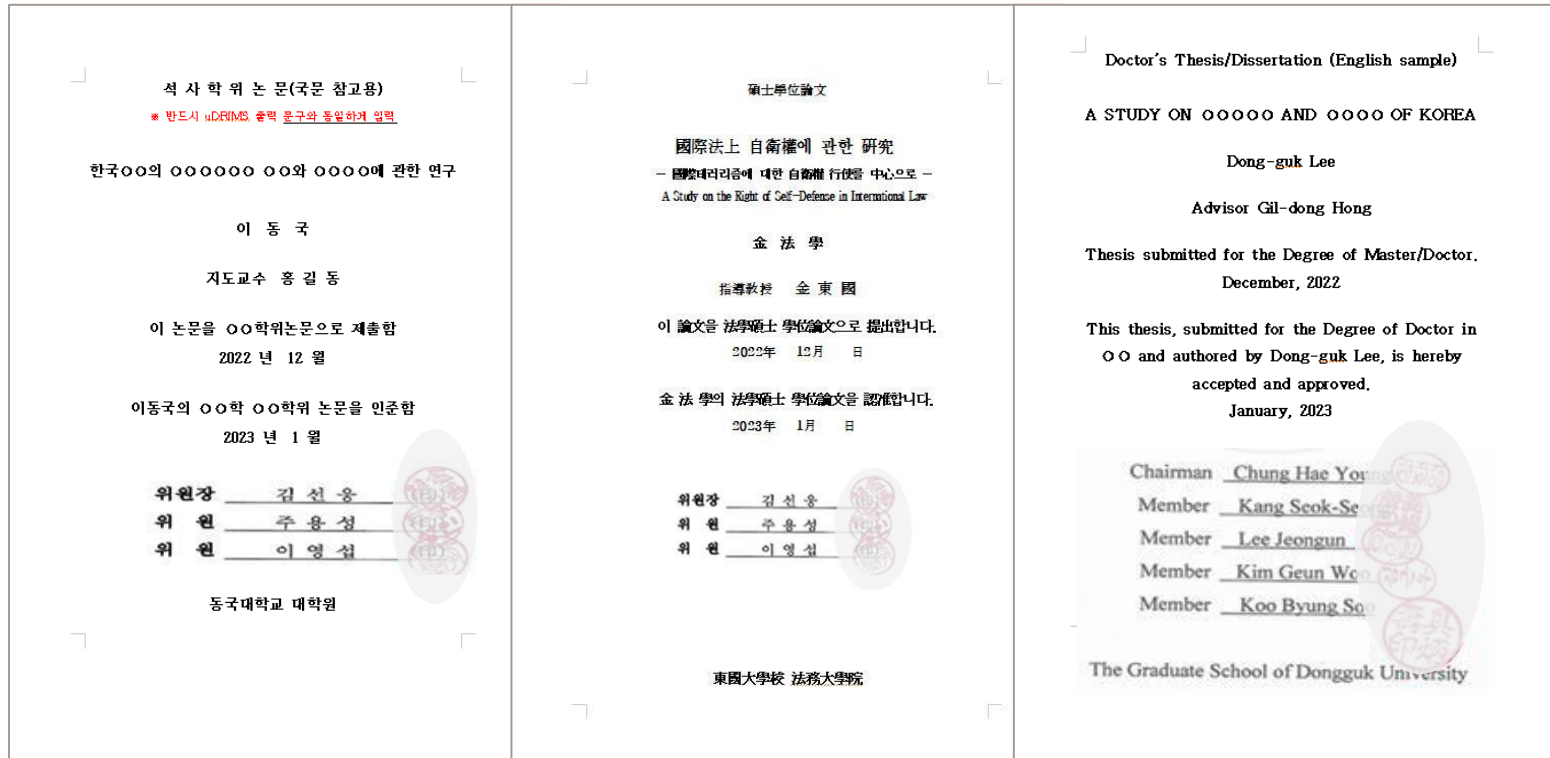 석 사 학 위 논 문(국문 참고용)
※ 반드시 uDRIMS. 출력 문구와 동일하게 입력
한국○○의 ○○○○○○ ○○와 ○○○○에 관한 연구
이 동 국
지도교수 홍 길 동
이 논문을 ○○학위논문으로 제출함
2022 년 12 월
이동국의 ○○학 ○○학위 논문을 인준함
2023 년 1 월
위원장 김 선 웅
위 원 주 용 성
위 원 이 영 섭
동국대학교 대학원
碩士學位論文
國際法上 自衛權에 관한 硏究
- 國際테러리즘에 대한 自衛權 行使를 中心으로 -
A Study on the Right of Self-Defense in International Law
金 法 學
指導敎授 金 東 國
이 論文을 法學碩士 學位論文으로 提出합니다.
2022年 12月 日
金 法 學의 法學碩士 學位論文을 認准합니다.
2023年 1月 日
위원장 김 선 웅
위 원 주 용 성
위 원 이 영 섭
東國大學校 法務大學院
Doctor's Thesis/Dissertation (English sample)
A STUDY ON ○○○○○ AND ○○○○ OF KOREA
Dong-guk Lee
Advisor Gil-dong Hong
Thesis submitted for the Degree of Master/Doctor.
December, 2022
This thesis, submitted for the Degree of Doctor in
○○ and authored by Dong-guk Lee, is hereby
accepted and approved.
January, 2023
Chairman Chung Hae Young
Member Kang Seok-Seo
Member Lee Jeongun
Member Kim Geun Woo
Member Koo Byung Soo
The Graduate School of Dongguk University